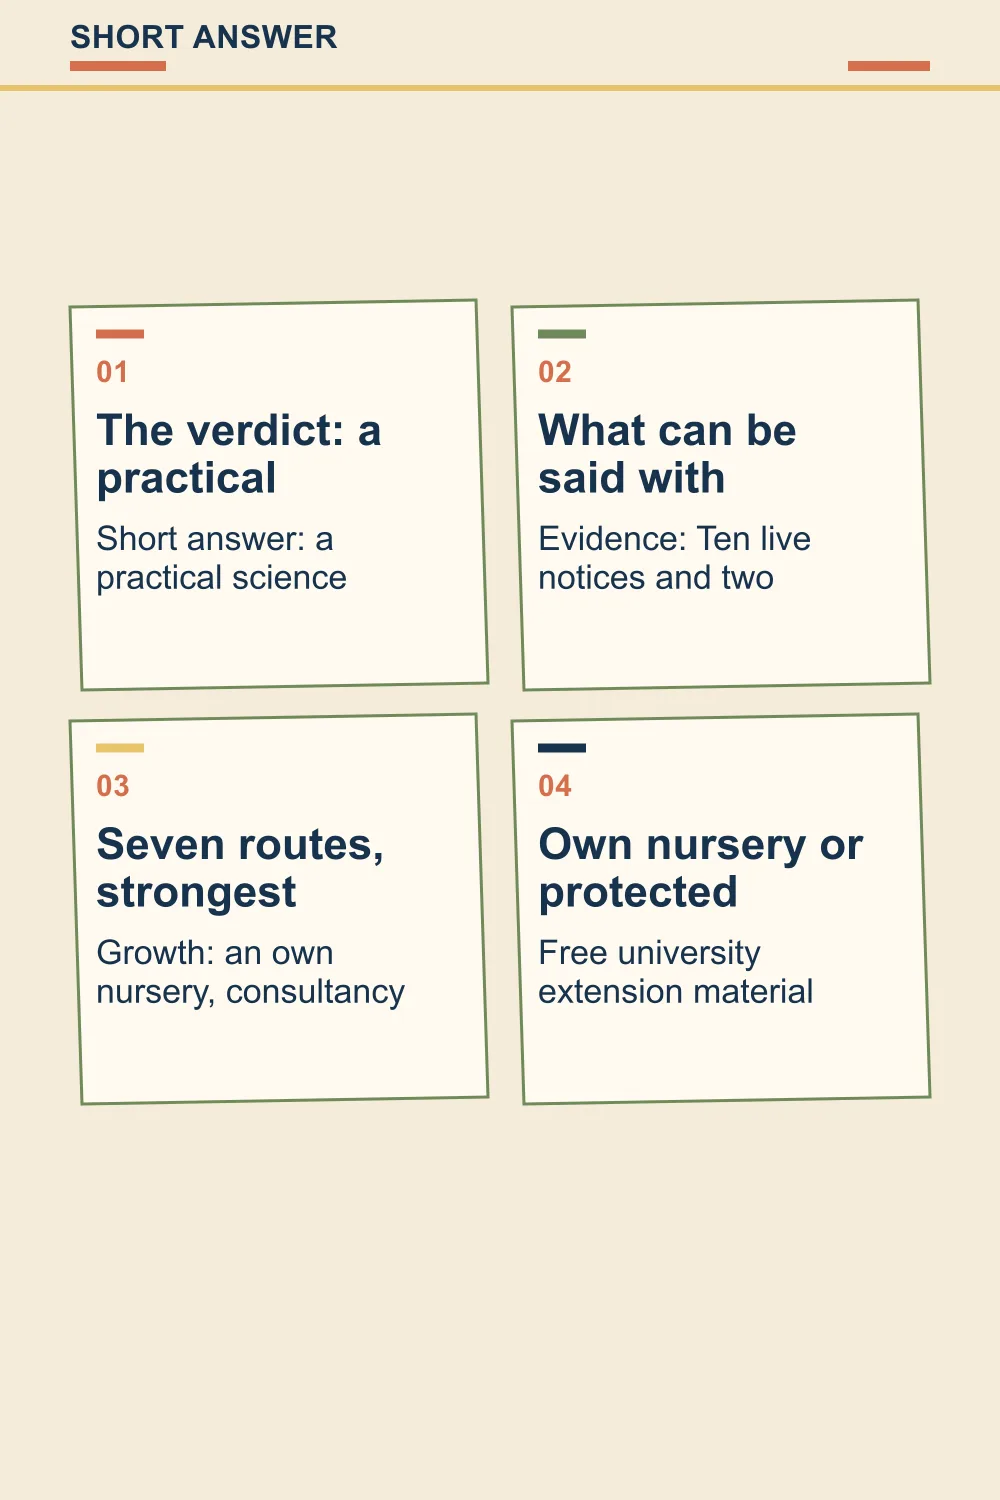 SHORT ANSWER
01
The verdict: a
practical
Short answer: a
practical science
02
What can be
said with
Evidence: Ten live
notices and two
03
Seven routes,
strongest
Growth: an own
nursery, consultancy
04
Own nursery or
protected
Free university
extension material